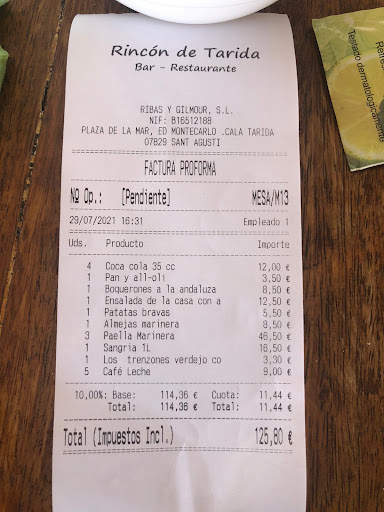 Rincón de Tarida
Bar - Restaurante
RIBAS Y GILMOUR, S.L.
NIF: B16512188
PLAZA DE LA MAR, ED MONTECARLO .CALA TARIDA
07829 SANT AGUSTI
FACTURA PROFORMA
Nº Op.: [Pendiente] MESA/M13
29/07/2021 16:31 Empleado 1
Uds. Producto Importe
4 Coca cola 35 cc 12,00 €
1 Pan y all-oli 3,50 €
1 Boquerones a la andaluza 8,50 €
1 Ensalada de la casa con a 12,50 €
1 Patatas bravas 5,50 €
1 Almejas marinera 8,50 €
3 Paella Marinera 46,50 €
1 Sangria 1L 16,50 €
1 Los trenzones verdejo co 3,30 €
5 Café Leche 9,00 €
10,00%: Base: 114,36 € Cuota: 11,44 €
Total: 114,36 € Total: 11,44 €
Total (Impuestos Incl.) 125,80 €
Testado dermatologicamente